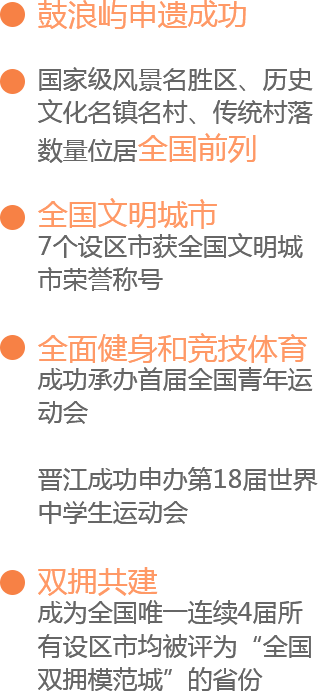 鼓浪屿申遗成功
国家级风景名胜区、历史
文化名镇名村、传统村落
数量位居全国前列
全国文明城市
7个设区市获全国文明城
市荣誉称号
全面健身和竞技体育
成功承办首届全国青年运
动会
晋江成功申办第18届世界
中学生运动会
双拥共建
成为全国唯一连续4届所
有设区市均被评为“全国
双拥模范城”的省份